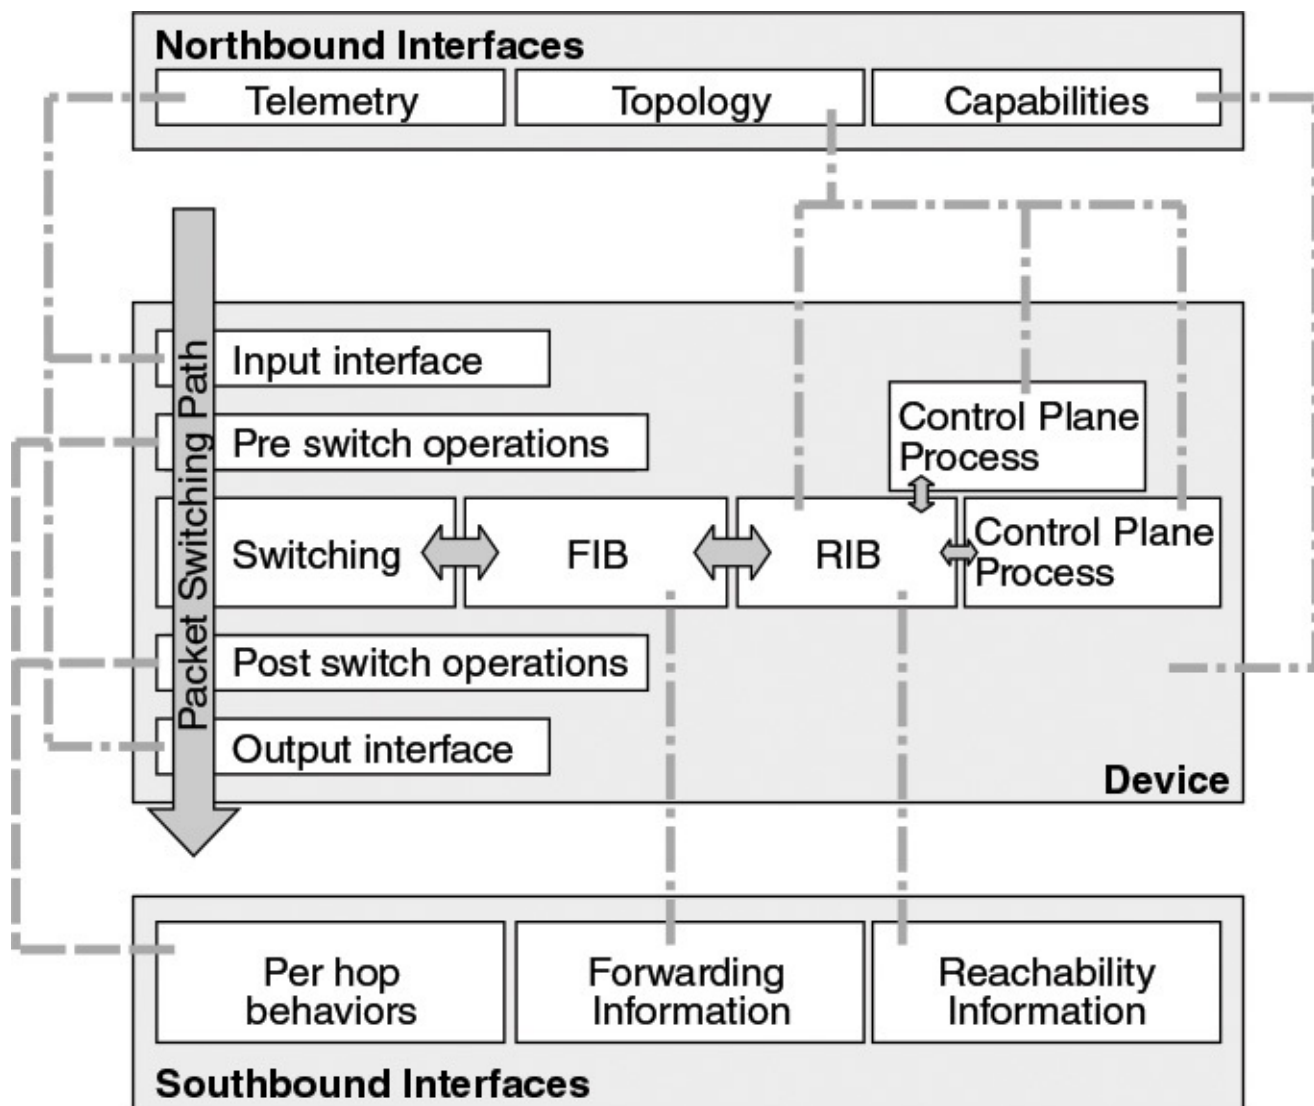 Northbound Interfaces
Telemetry
Topology
Capabilities
Packet Switching Path
Input interface
Pre switch operations
Control Plane
Process
Switching
FIB
RIB
Control Plane
Process
Post switch operations
Output interface
Device
Per hop
behaviors
Forwarding
Information
Reachability
Information
Southbound Interfaces